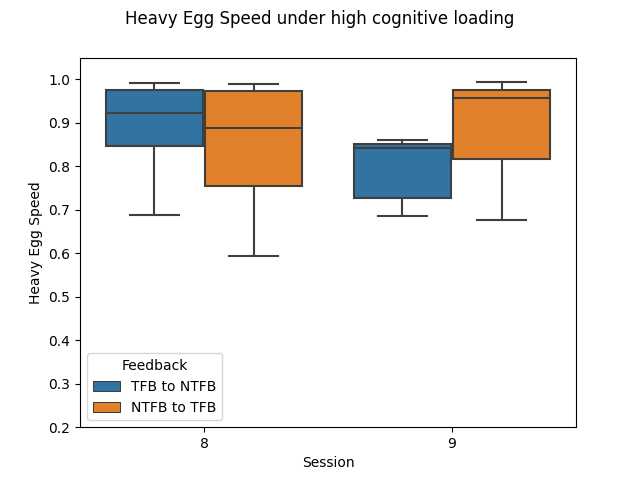 Heavy Egg Speed under high cognitive loading
1.0
0.9
0.8
0.7
0.6
0.5
0.4
0.3
0.2
Heavy Egg Speed
Feedback
TFB to NTFB
NTFB to TFB
8
9
Session